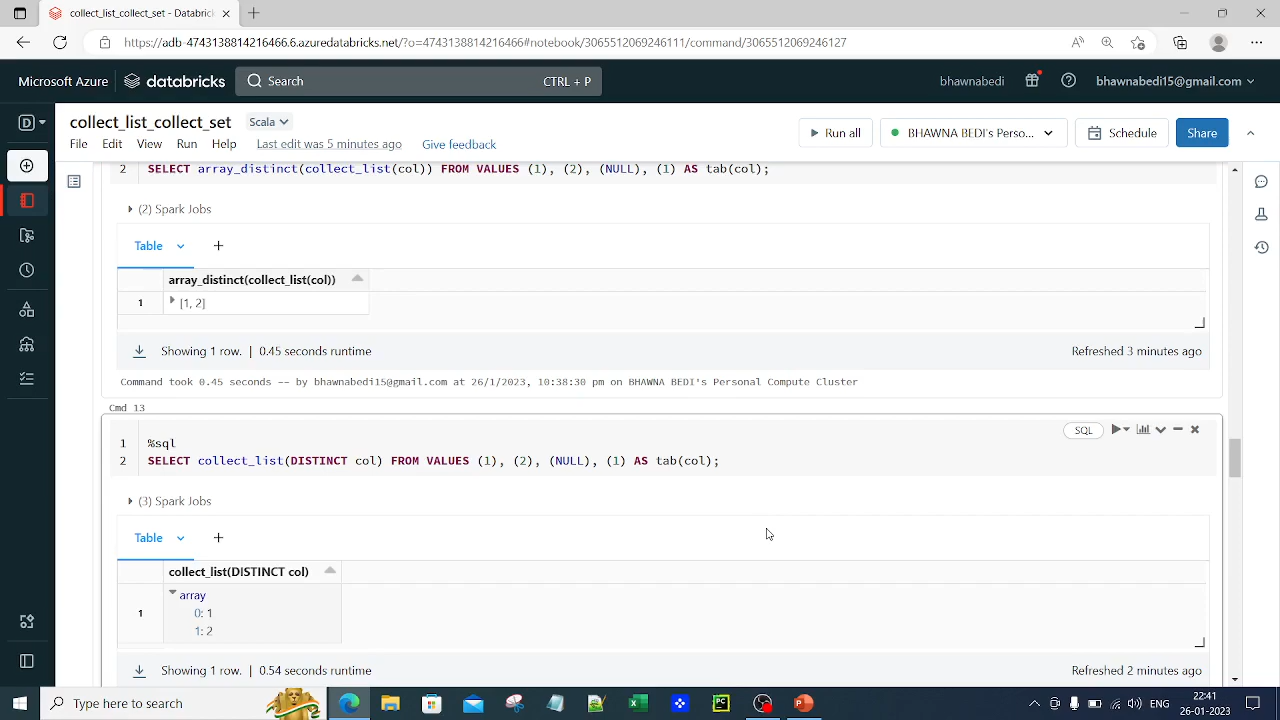 collect_list_collect_set - Databric
https://adb-4743138814216466.6.azuredatabricks.net/?o=4743138814216466#notebook/3065512069246111/command/3065512069246127
Microsoft Azure databricks Search CTRL + P bhawnabedi bhawnabedi15@gmail.com
D
collect_list_collect_set Scala
Run all BHAWNA BEDI's Perso... Schedule Share
File Edit View Run Help Last edit was 5 minutes ago Give feedback
2 SELECT array_distinct(collect_list(col)) FROM VALUES (1), (2), (NULL), (1) AS tab(col);
(2) Spark Jobs
Table +
array_distinct(collect_list(col))
1 [1, 2]
Showing 1 row. | 0.45 seconds runtime Refreshed 3 minutes ago
Command took 0.45 seconds -- by bhawnabedi15@gmail.com at 26/1/2023, 10:38:30 pm on BHAWNA BEDI's Personal Compute Cluster
Cmd 13
SQL
1 %sql
2 SELECT collect_list(DISTINCT col) FROM VALUES (1), (2), (NULL), (1) AS tab(col);
(3) Spark Jobs
Table +
collect_list(DISTINCT col)
1 array
0: 1
1: 2
Showing 1 row. | 0.54 seconds runtime Refreshed 2 minutes ago
Type here to search PC ENG 22:41
26-01-2023